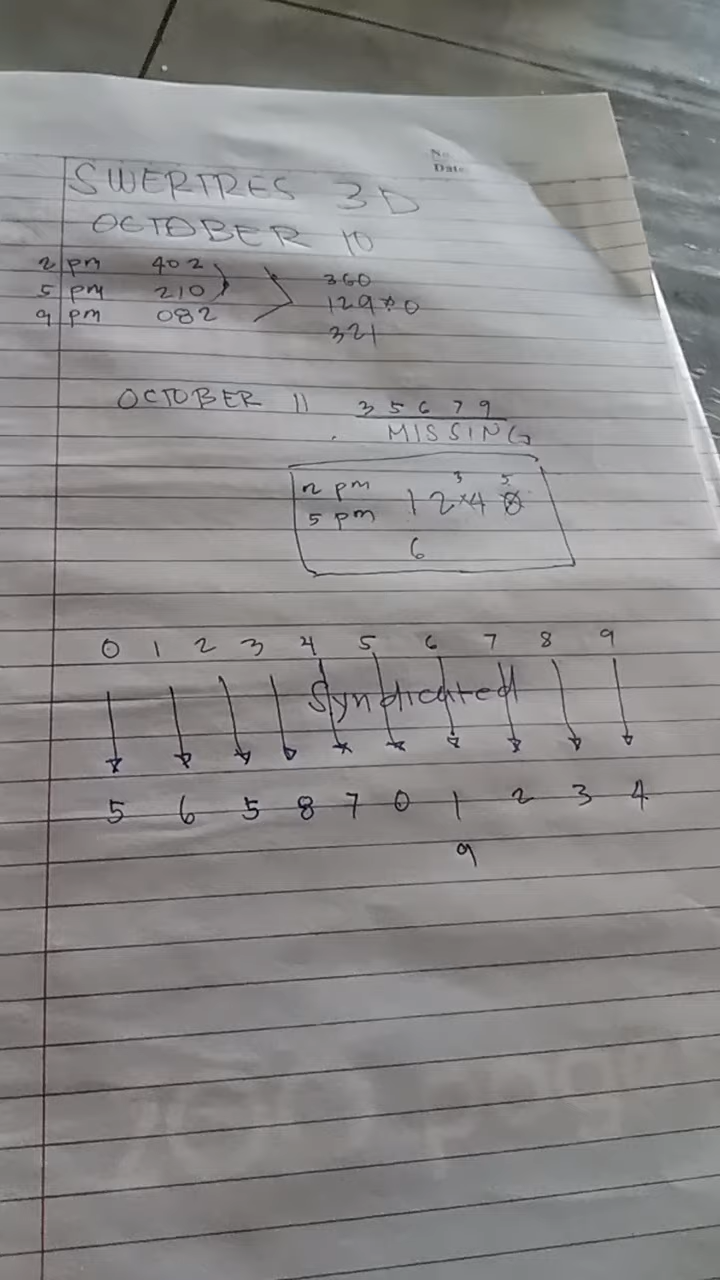 No.
Date
SWERTRES 3D
OCTOBER 10
2 pm 402 360
5 pm 210
9 pm 082 321
OCTOBER 11 3 5 6 7 9
MISSING
2 pm
5 pm 1 2 4
3 5
6
0 1 2 3 4 5 6 7 8 9
Syndicated
5 6 5 8 7 0 1 2 3 4
9